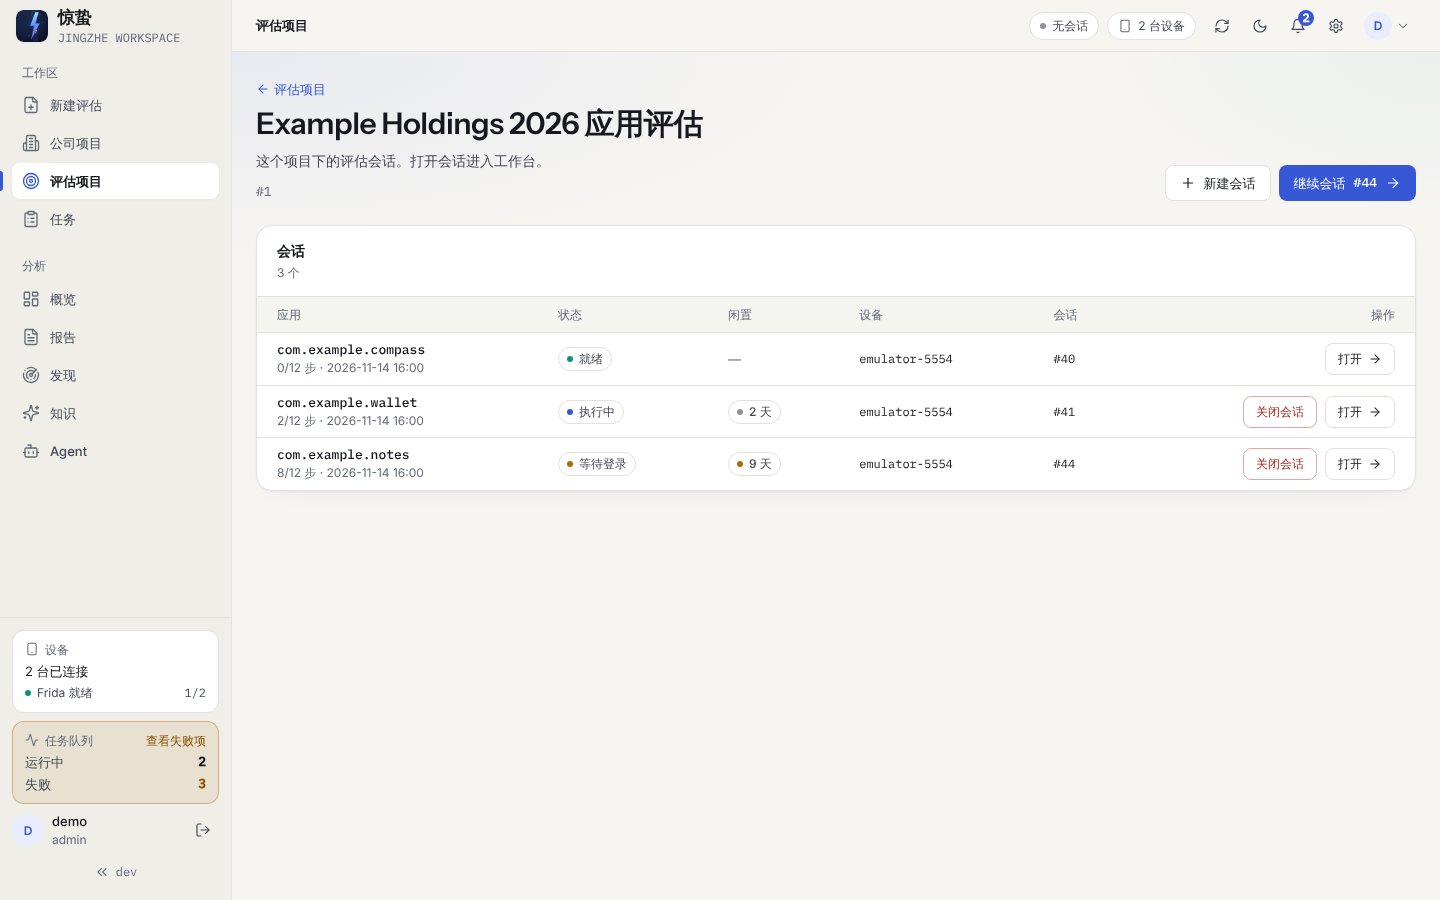 惊蛰
JINGZHE WORKSPACE
工作区
新建评估
公司项目
评估项目
任务
分析
概览
报告
发现
知识
Agent
设备
2 台已连接
Frida 就绪 1/2
任务队列 查看失败项
运行中 2
失败 3
D demo
admin
dev
评估项目
无会话
2 台设备
2
D
评估项目
Example Holdings 2026 应用评估
这个项目下的评估会话。打开会话进入工作台。
#1
新建会话
继续会话 #44
会话
3 个
应用 状态 闲置 设备 会话 操作
com.example.compass
0/12 步 · 2026-11-14 16:00
就绪 — emulator-5554 #40 打开
com.example.wallet
2/12 步 · 2026-11-14 16:00
执行中 2 天 emulator-5554 #41 关闭会话 打开
com.example.notes
8/12 步 · 2026-11-14 16:00
等待登录 9 天 emulator-5554 #44 关闭会话 打开